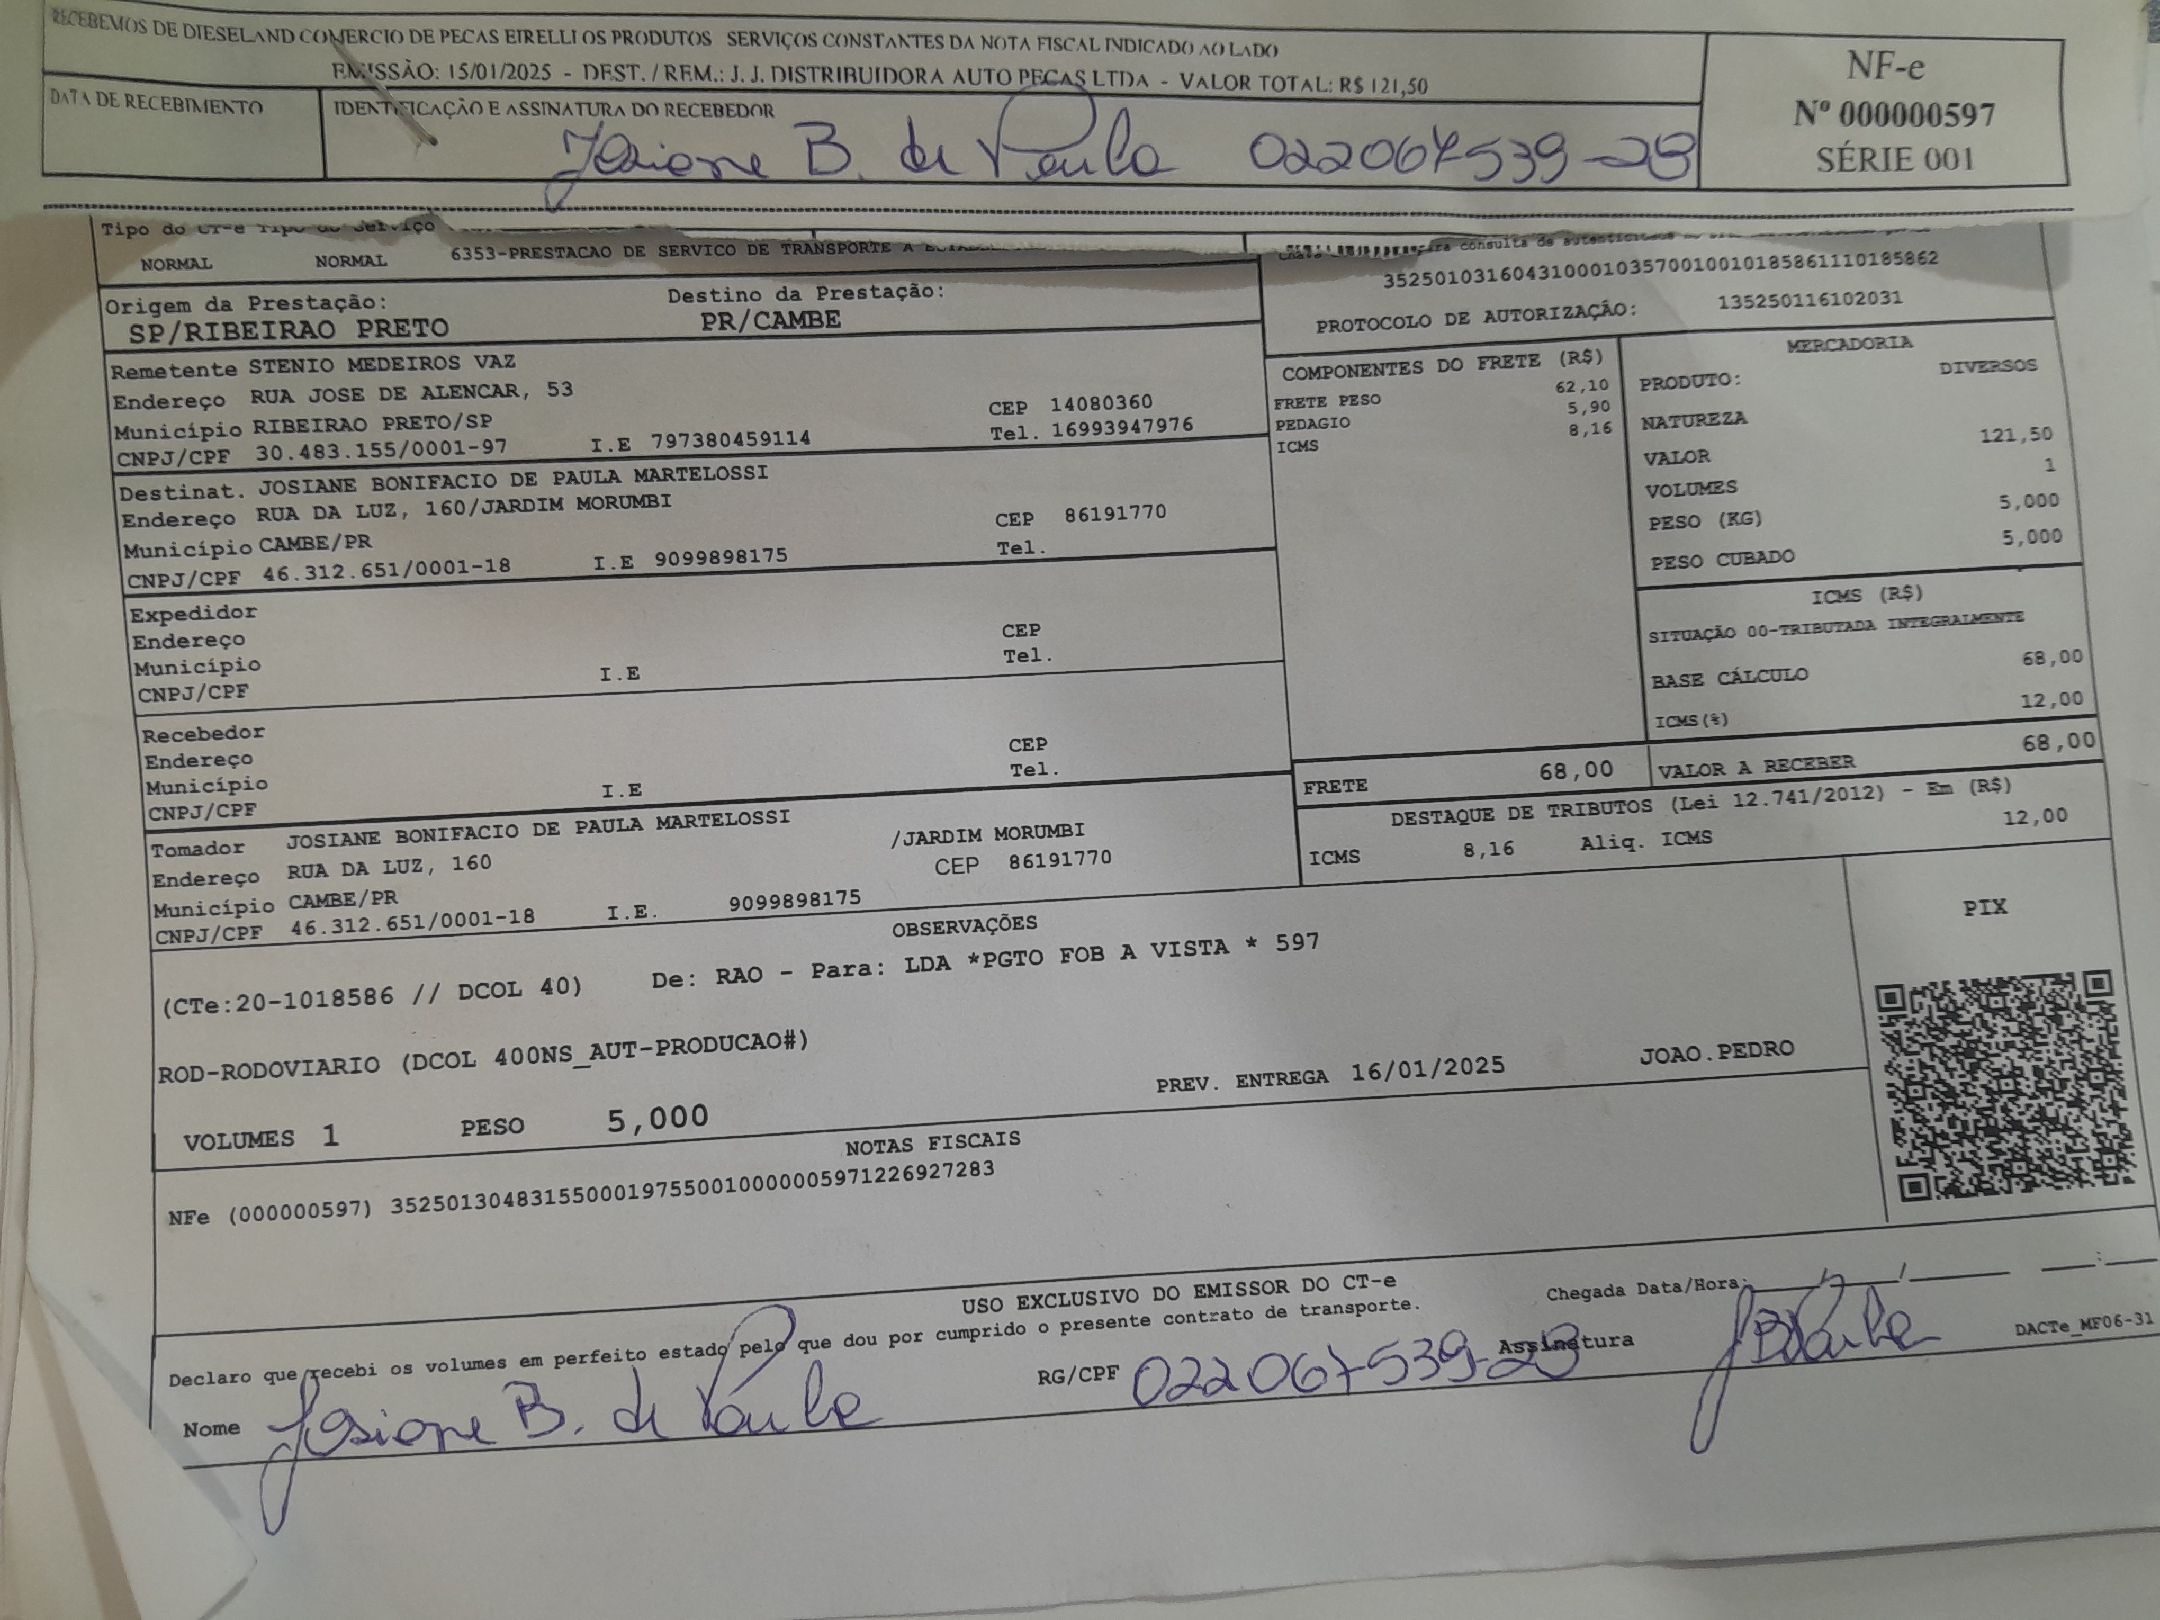 RECEBEMOS DE DIESELAND COMERCIO DE PECAS EIRELLI OS PRODUTOS SERVIÇOS CONSTANTES DA NOTA FISCAL INDICADO AO LADO
EMISSÃO: 15/01/2025 - DEST. / REM.: J. J. DISTRIBUIDORA AUTO PECAS LTDA - VALOR TOTAL: R$ 121,50
NF-e
Nº 000000597
SÉRIE 001
DATA DE RECEBIMENTO
IDENTIFICAÇÃO E ASSINATURA DO RECEBEDOR
Josiane B. de Paula 022067539-23
Tipo do CT-e Tipo do Serviço
NORMAL NORMAL 6353-PRESTACAO DE SERVICO DE TRANSPORTE A
para consulta de autenticidade
35250103160431000103570010010185861110185862
PROTOCOLO DE AUTORIZAÇÃO: 135250116102031
Origem da Prestação: Destino da Prestação:
SP/RIBEIRAO PRETO PR/CAMBE
Remetente STENIO MEDEIROS VAZ
Endereço RUA JOSE DE ALENCAR, 53 CEP 14080360
Município RIBEIRAO PRETO/SP Tel. 16993947976
CNPJ/CPF 30.483.155/0001-97 I.E 797380459114
Destinat. JOSIANE BONIFACIO DE PAULA MARTELOSSI
Endereço RUA DA LUZ, 160/JARDIM MORUMBI CEP 86191770
Município CAMBE/PR Tel.
CNPJ/CPF 46.312.651/0001-18 I.E 9099898175
Expedidor
Endereço CEP
Município Tel.
CNPJ/CPF I.E
Recebedor
Endereço CEP
Município Tel.
CNPJ/CPF I.E
Tomador JOSIANE BONIFACIO DE PAULA MARTELOSSI
Endereço RUA DA LUZ, 160 /JARDIM MORUMBI
Município CAMBE/PR CEP 86191770
CNPJ/CPF 46.312.651/0001-18 I.E. 9099898175
COMPONENTES DO FRETE (R$)
FRETE PESO 62,10
PEDAGIO 5,90
ICMS 8,16
MERCADORIA
PRODUTO: DIVERSOS
NATUREZA
VALOR 121,50
VOLUMES 1
PESO (KG) 5,000
PESO CUBADO 5,000
ICMS (R$)
SITUAÇÃO 00-TRIBUTADA INTEGRALMENTE
BASE CÁLCULO 68,00
ICMS(%) 12,00
FRETE 68,00 VALOR A RECEBER 68,00
DESTAQUE DE TRIBUTOS (Lei 12.741/2012) - Em (R$)
ICMS 8,16 Aliq. ICMS 12,00
OBSERVAÇÕES
(CTe:20-1018586 // DCOL 40) De: RAO - Para: LDA *PGTO FOB A VISTA * 597
ROD-RODOVIARIO (DCOL 400NS_AUT-PRODUCAO#)
PREV. ENTREGA 16/01/2025 JOAO.PEDRO
VOLUMES 1 PESO 5,000
PIX
NOTAS FISCAIS
NFe (000000597) 35250130483155000197550010000005971226927283
USO EXCLUSIVO DO EMISSOR DO CT-e
Declaro que recebi os volumes em perfeito estado pelo que dou por cumprido o presente contrato de transporte.
Chegada Data/Hora: / / :
Nome Josiane B. de Paula RG/CPF 022067539-23 Assinatura JBPaula
DACTe_MF06-31